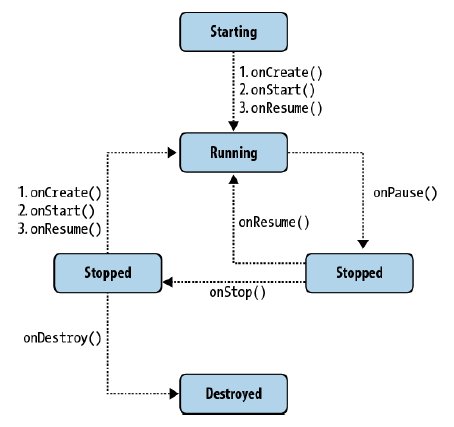 Starting
1. onCreate()
2. onStart()
3. onResume()
Running
1. onCreate()
2. onStart()
3. onResume()
onResume()
onPause()
Stopped
Stopped
onStop()
onDestroy()
Destroyed